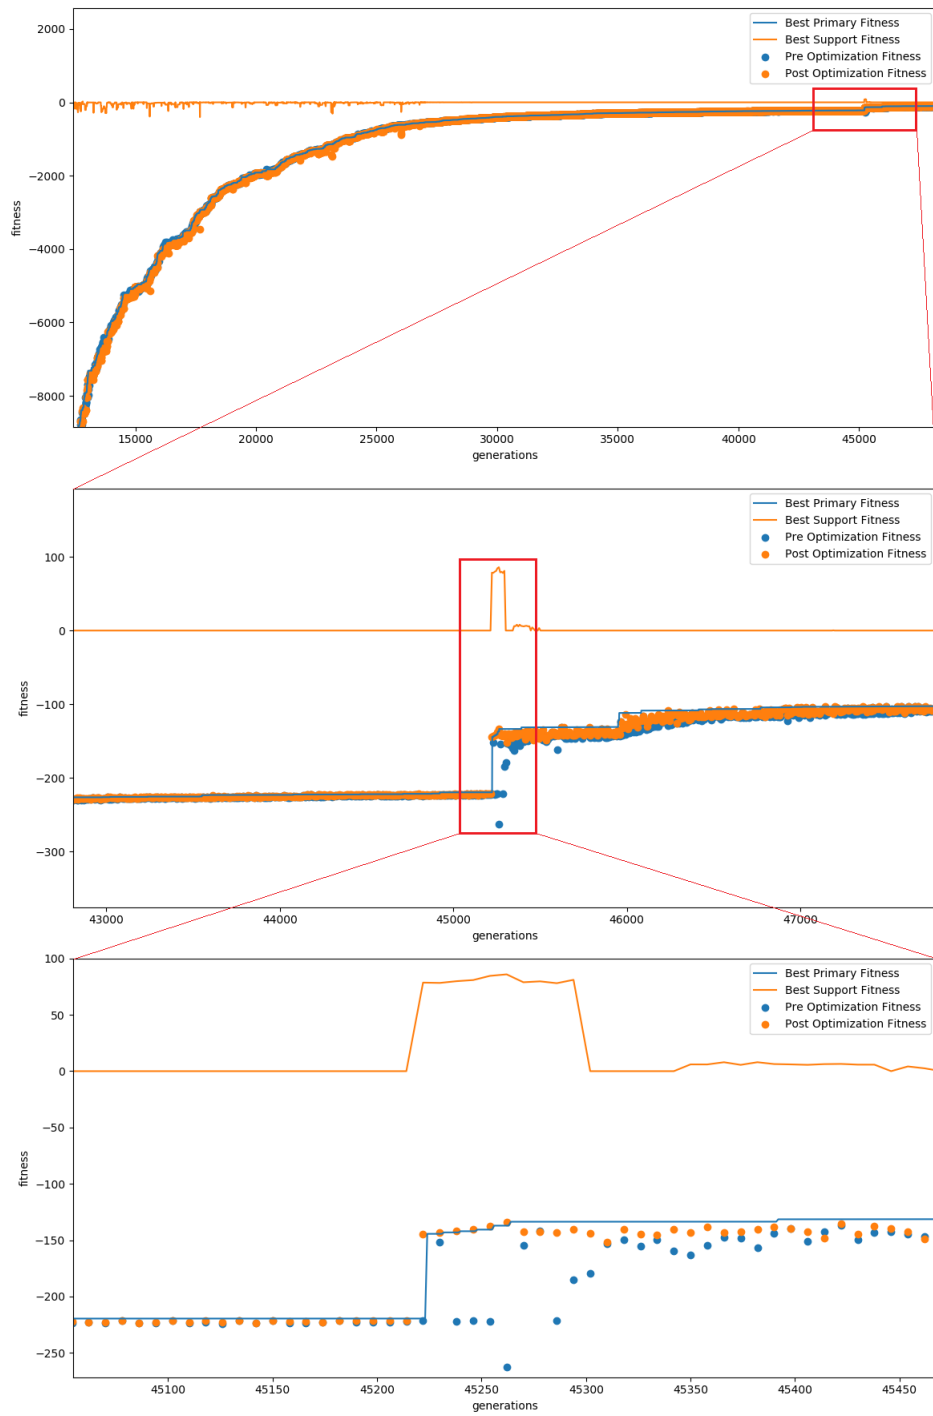 2000
0
−2000
−4000
−6000
−8000
fitness
Best Primary Fitness
Best Support Fitness
Pre Optimization Fitness
Post Optimization Fitness
15000 20000 25000 30000 35000 40000 45000
generations
100
0
−100
−200
−300
fitness
Best Primary Fitness
Best Support Fitness
Pre Optimization Fitness
Post Optimization Fitness
43000 44000 45000 46000 47000
generations
100
50
0
−50
−100
−150
−200
−250
fitness
Best Primary Fitness
Best Support Fitness
Pre Optimization Fitness
Post Optimization Fitness
45100 45150 45200 45250 45300 45350 45400 45450
generations